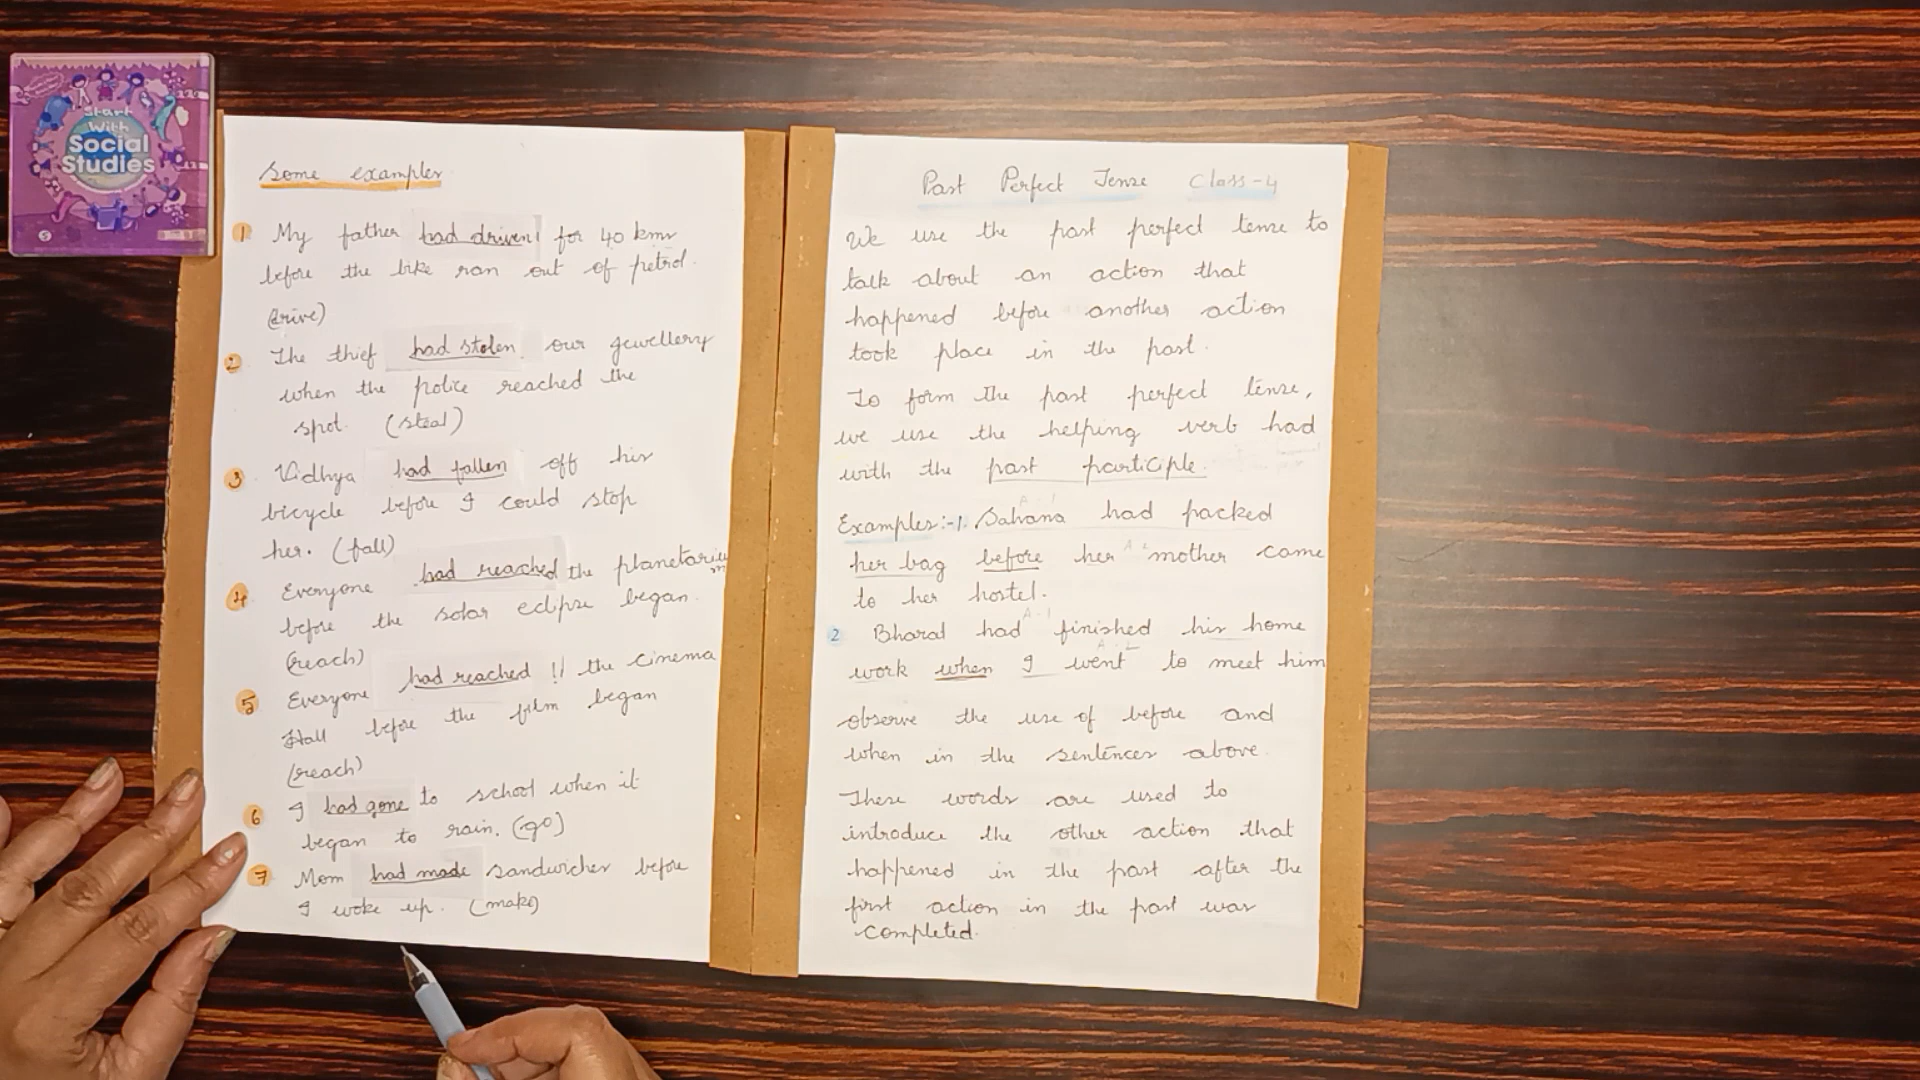 Start
With
Social
Studies
5
Some examples
1 My father had driven for 40 kms
before the bike ran out of petrol.
(drive)
2 The thief had stolen our jewellery
when the police reached the
spot. (steal)
3 Vidhya had fallen off his
bicycle before I could stop
her. (fall)
4 Everyone had reached the planetarium
before the solar eclipse began.
(reach)
5 Everyone had reached the cinema
Hall before the film began
(reach)
6 I had gone to school when it
began to rain. (go)
7 Mom had made sandwiches before
I woke up. (make)
Past Perfect Tense Class-4
We use the past perfect tense to
talk about an action that
happened before another action
took place in the past.
To form the past perfect tense,
we use the helping verb had
with the past participle.
A-1
Examples:-1. Sahana had packed
her bag before her mother came
to her hostel.
A-1
2 Bharat had finished his home
work when I went to meet him
observe the use of before and
when in the sentences above.
These words are used to
introduce the other action that
happened in the past after the
first action in the past was
completed.